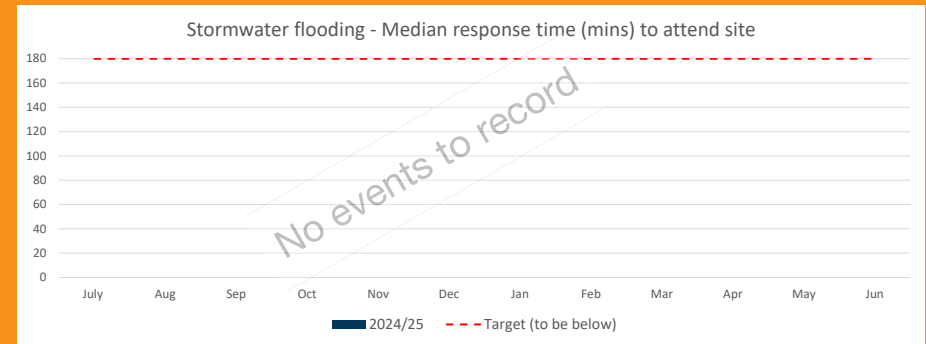 Stormwater flooding - Median response time (mins) to attend site
180
160
140
120
100
80
60
40
20
0
No events to record
July Aug Sep Oct Nov Dec Jan Feb Mar Apr May Jun
2024/25 Target (to be below)